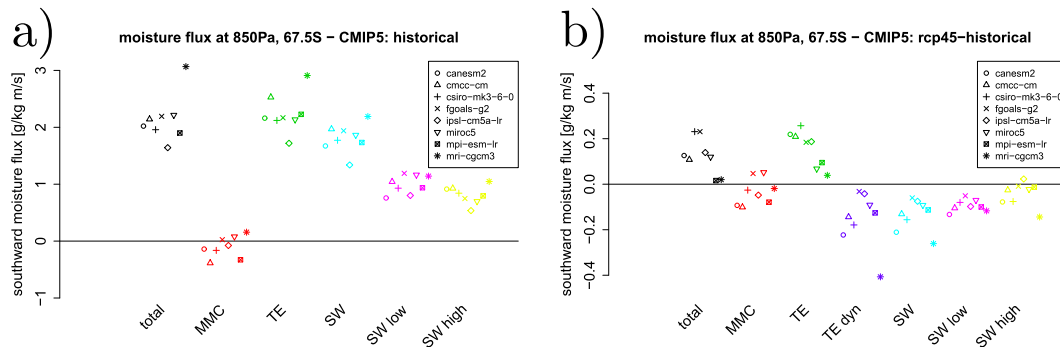 a)
moisture flux at 850Pa, 67.5S − CMIP5: historical
southward moisture flux [g/kg m/s]
3
2
1
0
−1
canesm2
cmcc−cm
csiro−mk3−6−0
fgoals−g2
ipsl−cm5a−lr
miroc5
mpi−esm−lr
mri−cgcm3
total
MMC
TE
SW
SW low
SW high
b)
moisture flux at 850Pa, 67.5S − CMIP5: rcp45−historical
southward moisture flux [g/kg m/s]
0.4
0.2
0.0
−0.2
−0.4
canesm2
cmcc−cm
csiro−mk3−6−0
fgoals−g2
ipsl−cm5a−lr
miroc5
mpi−esm−lr
mri−cgcm3
total
MMC
TE
TE dyn
SW
SW low
SW high